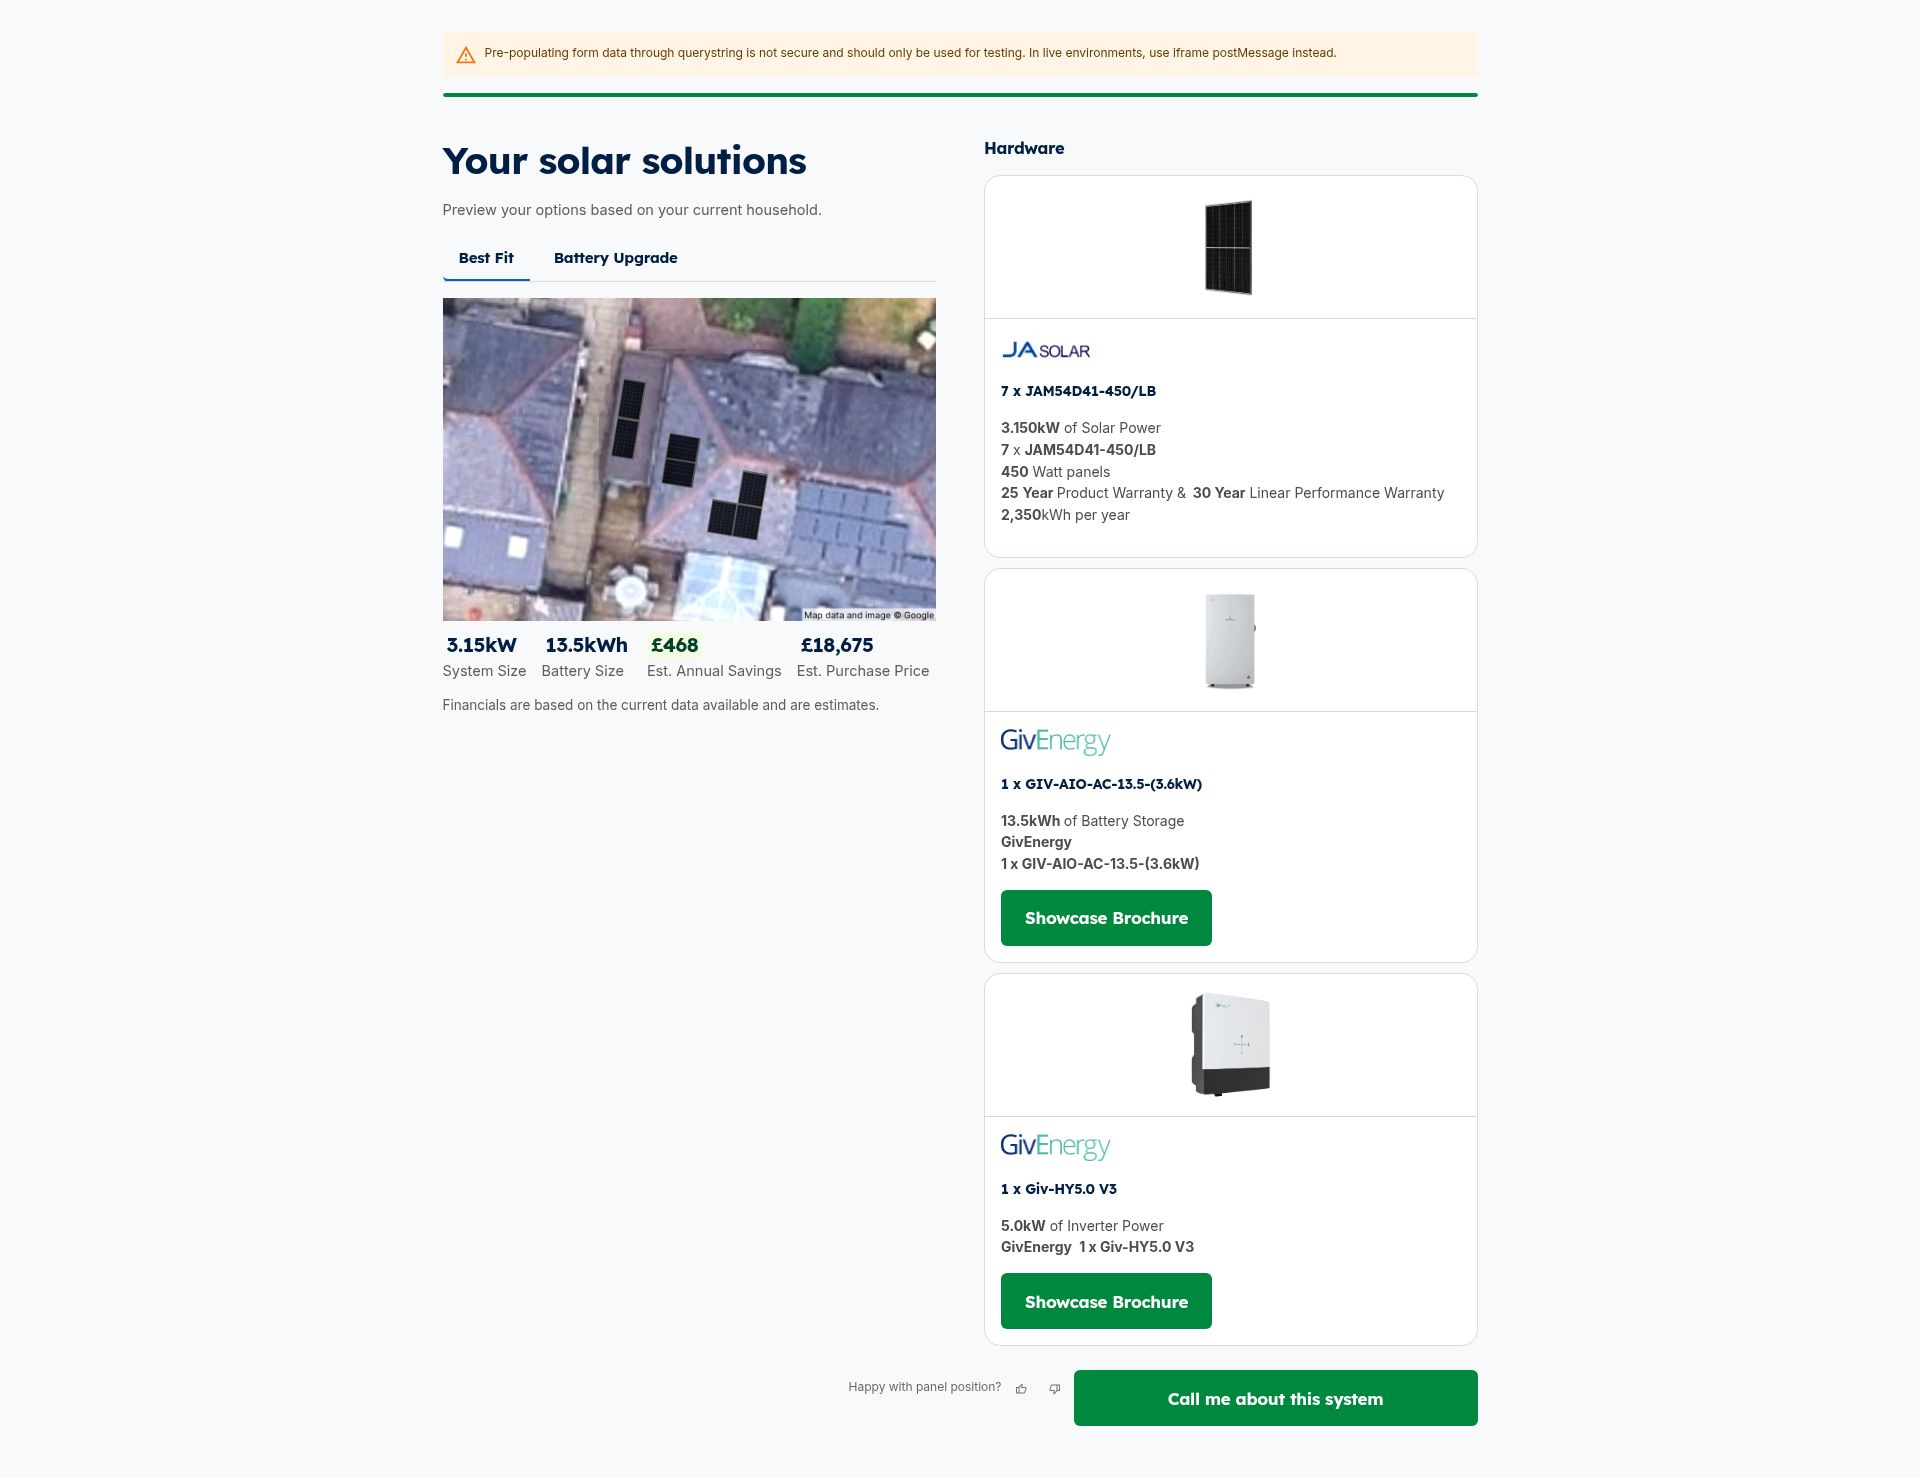 Pre-populating form data through querystring is not secure and should only be used for testing. In live environments, use iframe postMessage instead.
Your solar solutions
Preview your options based on your current household.
Best Fit
Battery Upgrade
Map data and image © Google
3.15kW
System Size
13.5kWh
Battery Size
£468
Est. Annual Savings
£18,675
Est. Purchase Price
Financials are based on the current data available and are estimates.
Hardware
JA SOLAR
7 x JAM54D41-450/LB
3.150kW of Solar Power
7 x JAM54D41-450/LB
450 Watt panels
25 Year Product Warranty & 30 Year Linear Performance Warranty
2,350kWh per year
GivEnergy
1 x GIV-AIO-AC-13.5-(3.6kW)
13.5kWh of Battery Storage
GivEnergy
1 x GIV-AIO-AC-13.5-(3.6kW)
Showcase Brochure
GivEnergy
1 x Giv-HY5.0 V3
5.0kW of Inverter Power
GivEnergy 1 x Giv-HY5.0 V3
Showcase Brochure
Happy with panel position?
Call me about this system